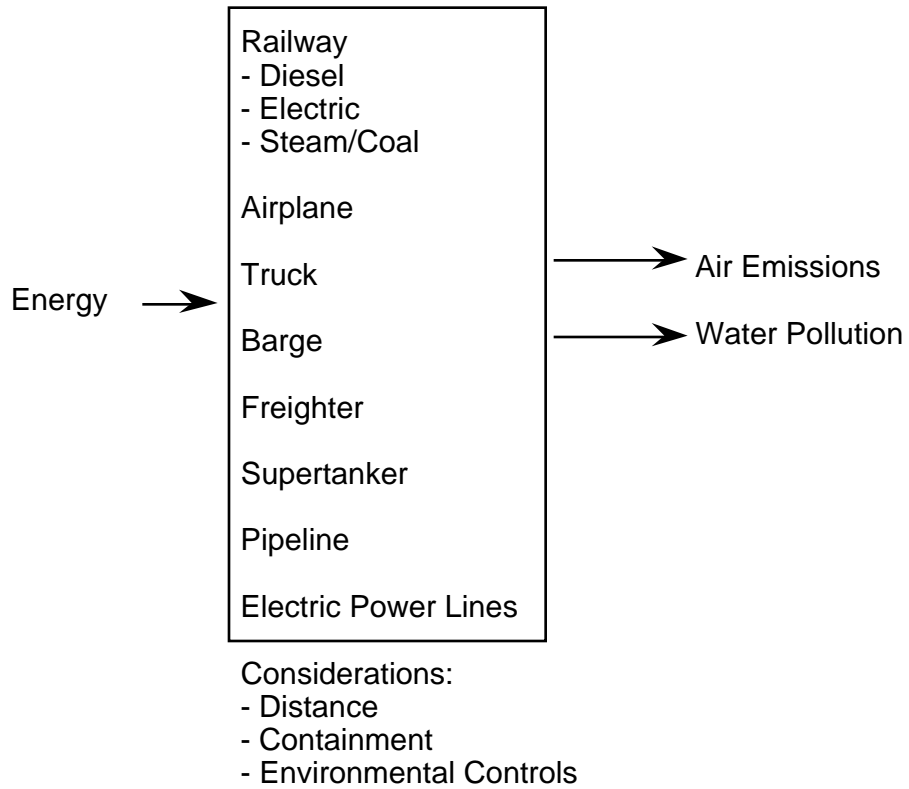 Railway
- Diesel
- Electric
- Steam/Coal
Airplane
Truck
Energy
Barge
Freighter
Supertanker
Pipeline
Electric Power Lines
Air Emissions
Water Pollution
Considerations:
- Distance
- Containment
- Environmental Controls